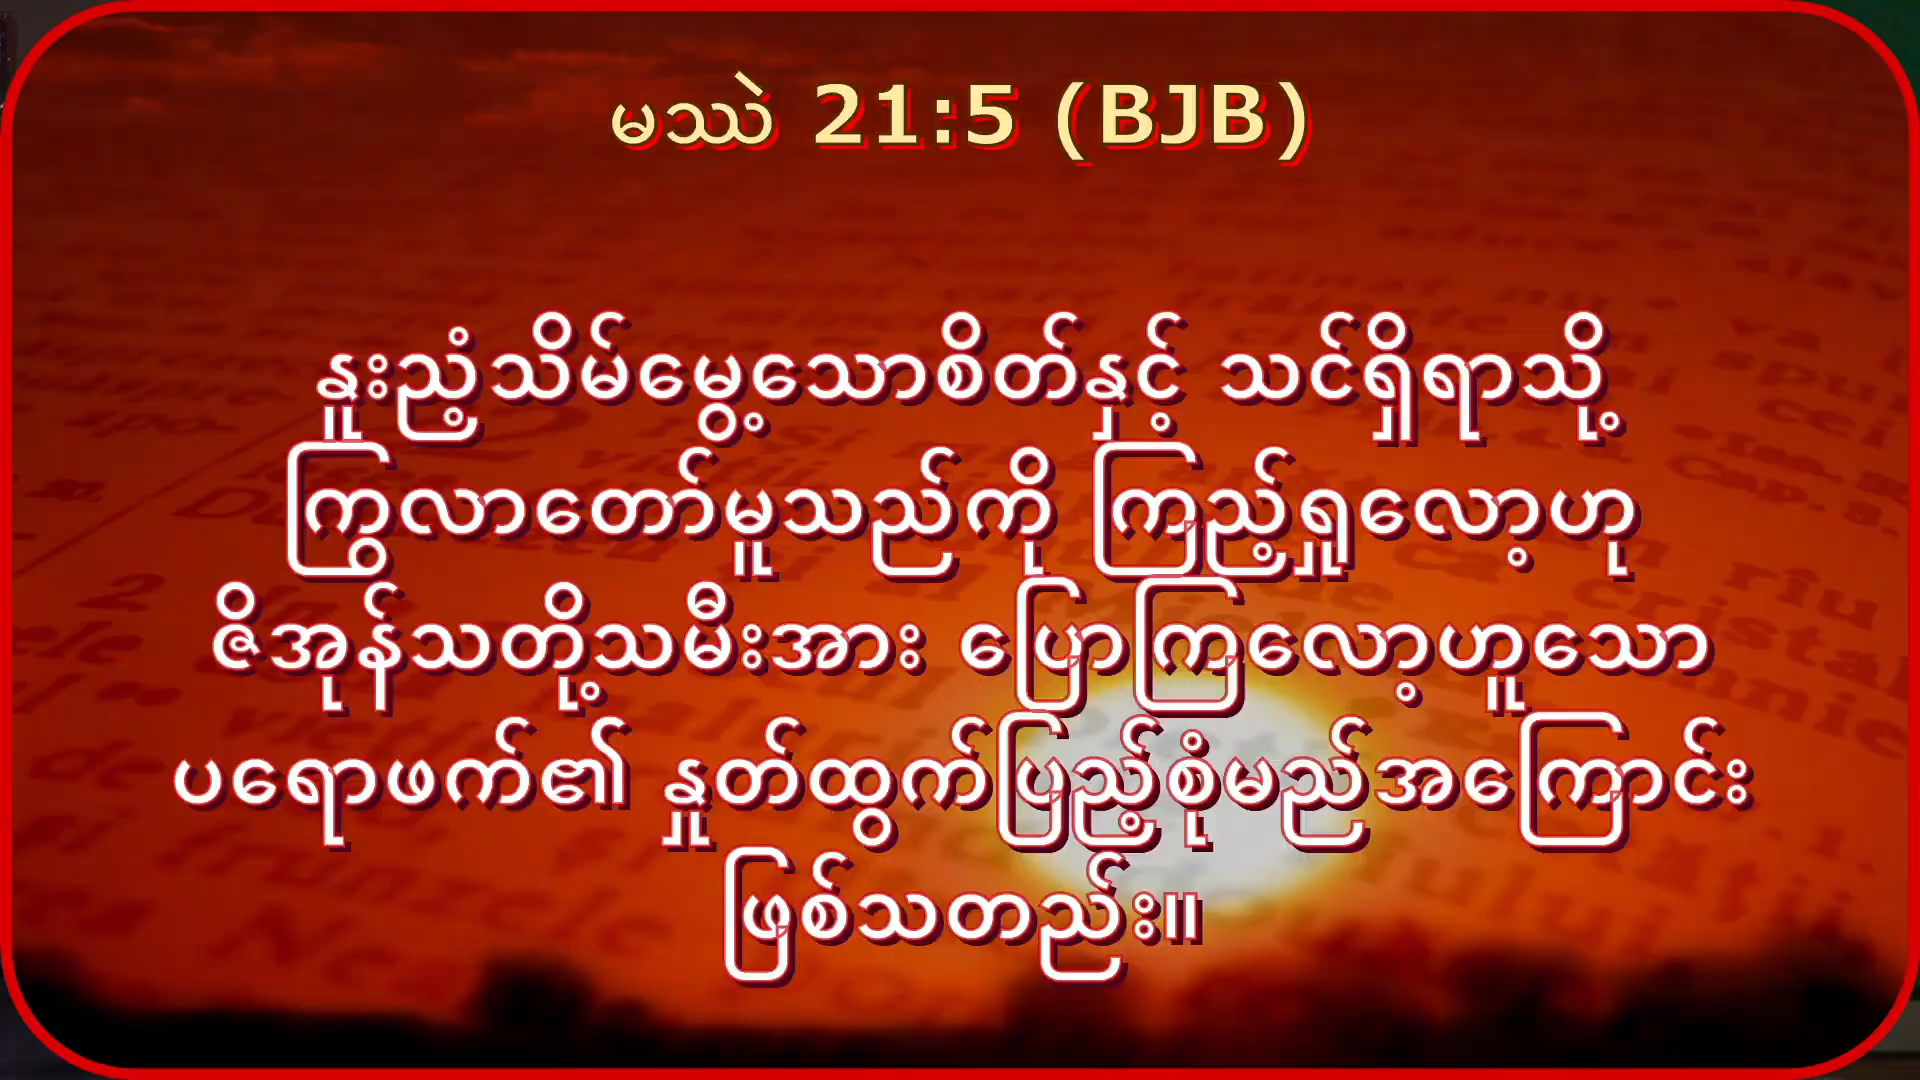 မဿဲ 21:5 (BJB)
နူးညံ့သိမ်မွေ့သောစိတ်နှင့် သင်ရှိရာသို့
ကြွလာတော်မူသည်ကို ကြည့်ရှုလော့ဟု
ဇိအုန်သတို့သမီးအား ပြောကြလော့ဟူသော
ပရောဖက်၏ နှုတ်ထွက်ပြည့်စုံမည်အကြောင်း
ဖြစ်သတည်း။